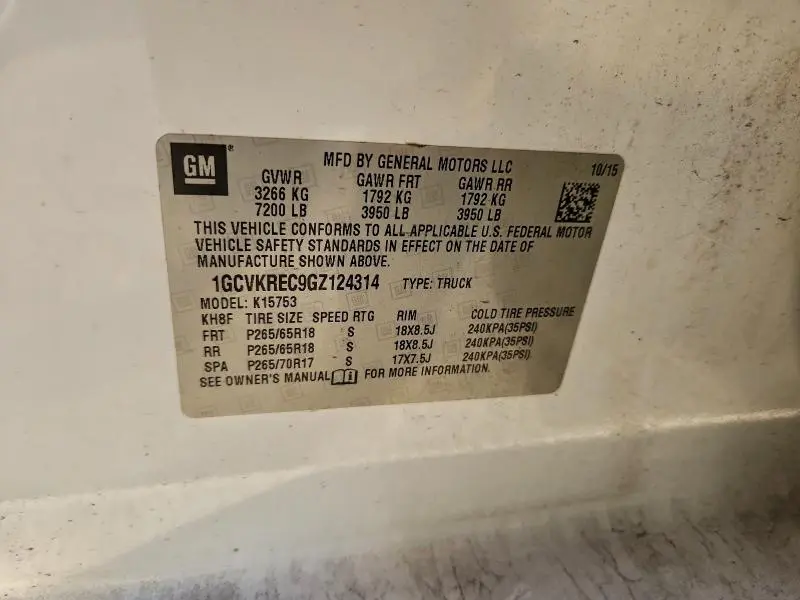 GM ®
MFD BY GENERAL MOTORS LLC 10/15
GVWR GAWR FRT GAWR RR
3266 KG 1792 KG 1792 KG
7200 LB 3950 LB 3950 LB
THIS VEHICLE CONFORMS TO ALL APPLICABLE U.S. FEDERAL MOTOR
VEHICLE SAFETY STANDARDS IN EFFECT ON THE DATE OF
MANUFACTURE SHOWN ABOVE.
1GCVKREC9GZ124314 TYPE: TRUCK
MODEL: K15753
KH8F TIRE SIZE SPEED RTG RIM COLD TIRE PRESSURE
FRT P265/65R18 S 18X8.5J 240KPA(35PSI)
RR P265/65R18 S 18X8.5J 240KPA(35PSI)
SPA P265/70R17 S 17X7.5J 240KPA(35PSI)
SEE OWNER'S MANUAL i FOR MORE INFORMATION.